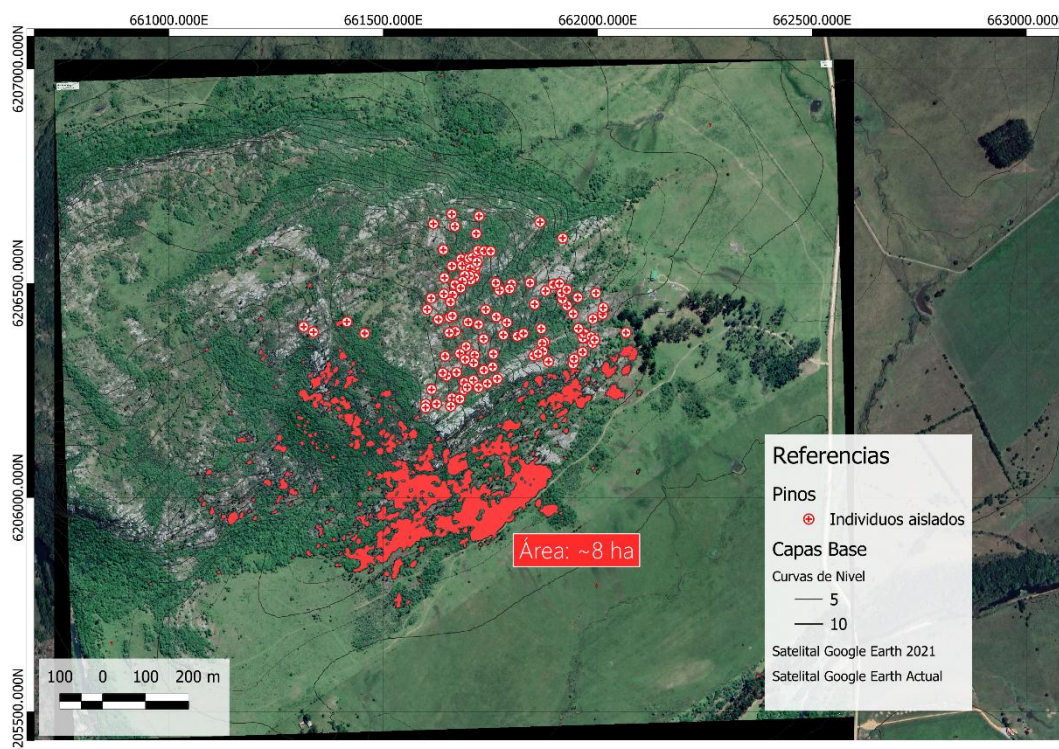 661000.000E 661500.000E 662000.000E 662500.000E 663000.000E
6207000.000N
6206500.000N
6206000.000N
205500.000N
Área: ~8 ha
Referencias
Pinos
Individuos aislados
Capas Base
Curvas de Nivel
5
10
Satelital Google Earth 2021
Satelital Google Earth Actual
100 0 100 200 m